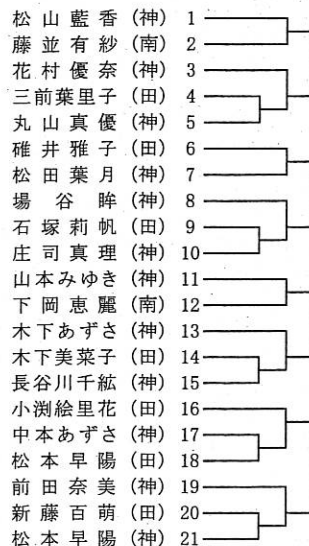 松山藍香(神) 1
藤並有紗(南) 2
花村優奈(神) 3
三前葉里子(田) 4
丸山真優(神) 5
碓井雅子(田) 6
松田葉月(神) 7
場谷眸(神) 8
石塚莉帆(田) 9
庄司真理(神) 10
山本みゆき(神) 11
下岡恵麗(南) 12
木下あずさ(神) 13
木下美菜子(田) 14
長谷川千紘(神) 15
小渕絵里花(田) 16
中本あずさ(神) 17
松本早陽(田) 18
前田奈美(神) 19
新藤百萌(田) 20
松本早陽(神) 21